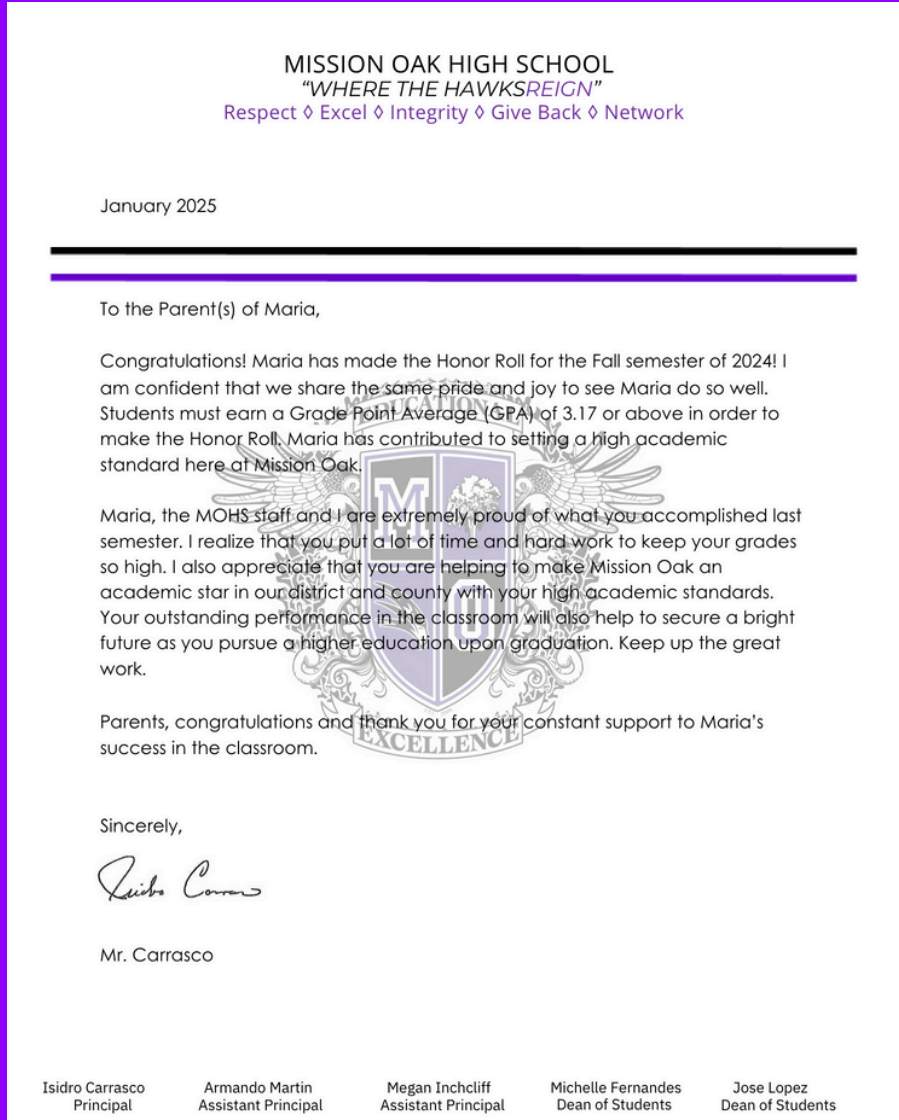 MISSION OAK HIGH SCHOOL
“WHERE THE HAWKSREIGN”
Respect ◊ Excel ◊ Integrity ◊ Give Back ◊ Network
January 2025
To the Parent(s) of Maria,
Congratulations! Maria has made the Honor Roll for the Fall semester of 2024! I
am confident that we share the same pride and joy to see Maria do so well.
Students must earn a Grade Point Average (GPA) of 3.17 or above in order to
make the Honor Roll. Maria has contributed to setting a high academic
standard here at Mission Oak.
Maria, the MOHS staff and I are extremely proud of what you accomplished last
semester. I realize that you put a lot of time and hard work to keep your grades
so high. I also appreciate that you are helping to make Mission Oak an
academic star in our district and county with your high academic standards.
Your outstanding performance in the classroom will also help to secure a bright
future as you pursue a higher education upon graduation. Keep up the great
work.
Parents, congratulations and thank you for your constant support to Maria’s
success in the classroom.
EDUCATIONAL
M
O
EXCELLENCE
Sincerely,
Isidro Carrasco
Mr. Carrasco
Isidro Carrasco Armando Martin Megan Inchcliff Michelle Fernandes Jose Lopez
Principal Assistant Principal Assistant Principal Dean of Students Dean of Students